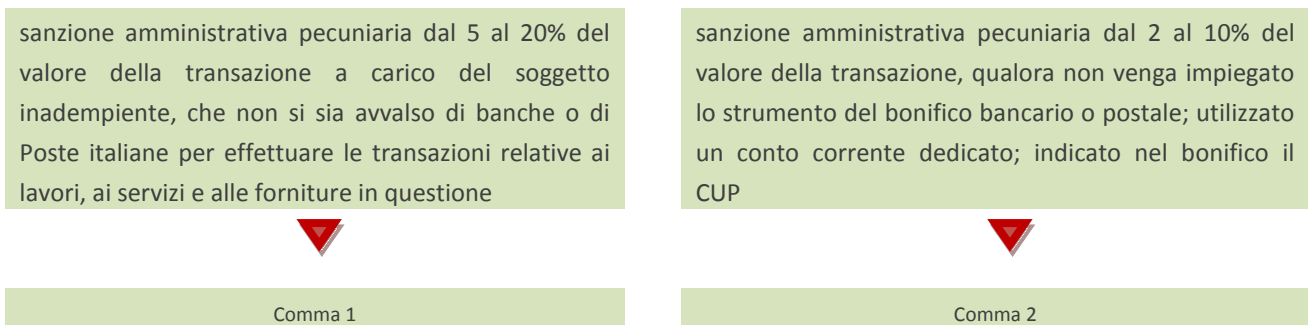 sanzione amministrativa pecuniaria dal 5 al 20% del
valore della transazione a carico del soggetto
inadempiente, che non si sia avvalso di banche o di
Poste italiane per effettuare le transazioni relative ai
lavori, ai servizi e alle forniture in questione
Comma 1
sanzione amministrativa pecuniaria dal 2 al 10% del
valore della transazione, qualora non venga impiegato
lo strumento del bonifico bancario o postale; utilizzato
un conto corrente dedicato; indicato nel bonifico il
CUP
Comma 2